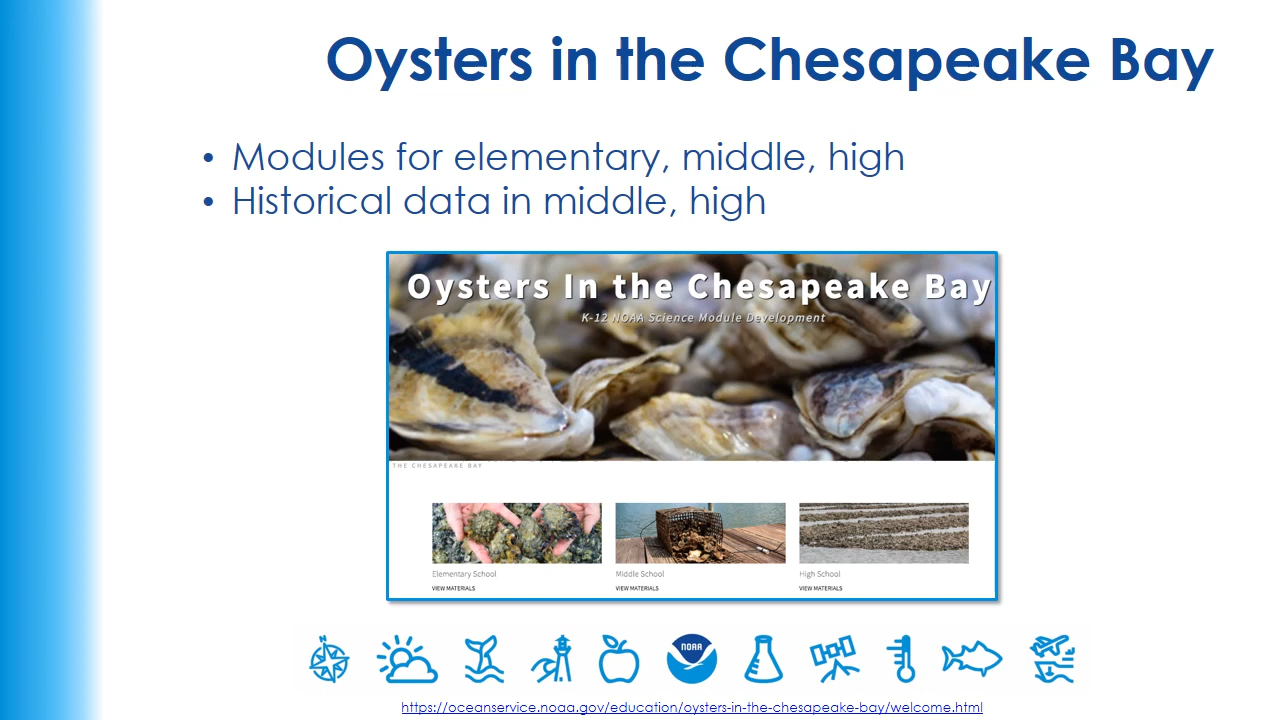 Oysters in the Chesapeake Bay
• Modules for elementary, middle, high
• Historical data in middle, high
Oysters In the Chesapeake Bay
K-12 NOAA Science Module Development
THE CHESAPEAKE BAY
Elementary School
VIEW MATERIALS
Middle School
VIEW MATERIALS
High School
VIEW MATERIALS
N
NOAA
https://oceanservice.noaa.gov/education/oysters-in-the-chesapeake-bay/welcome.html